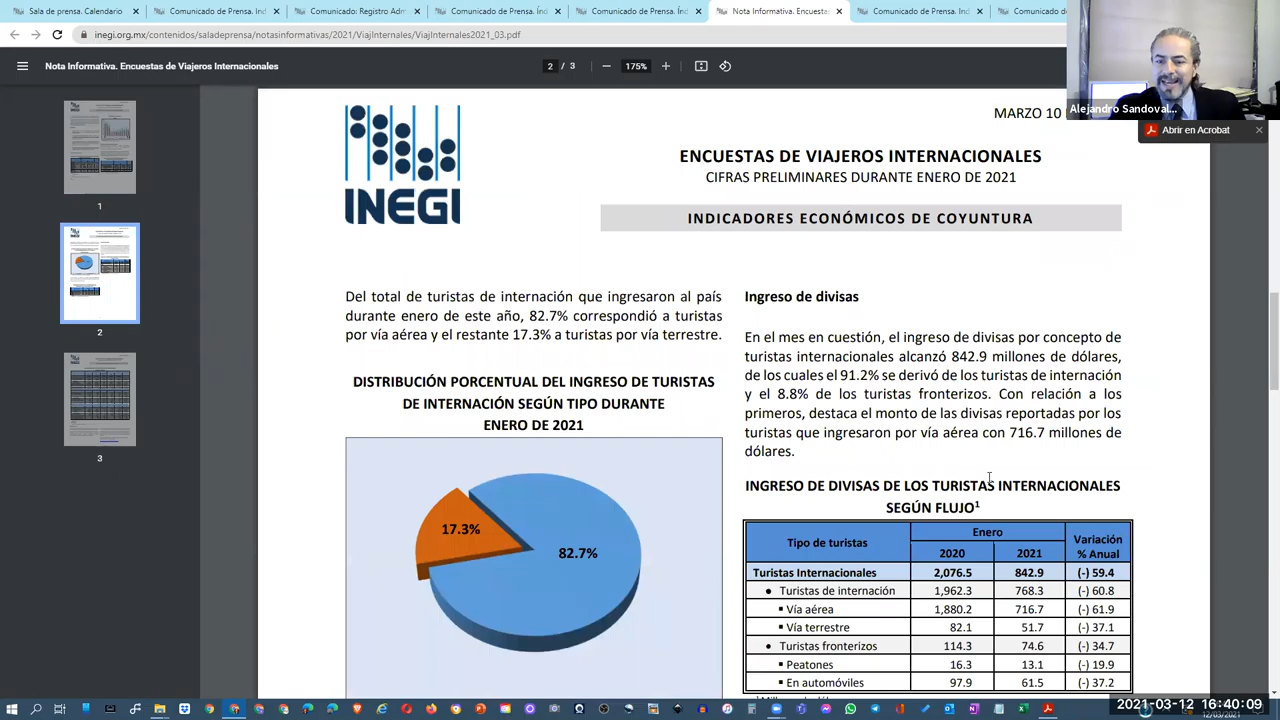 Sala de prensa. Calendario
Comunicado de Prensa. Ind
Comunicado: Registro Adm
Comunicado de Prensa. Índ
Comunicado de Prensa. Ín
Nota Informativa. Encuestas
Comunicado de Prensa. Ind
Comunicado de
inegi.org.mx/contenidos/saladeprensa/notasinformativas/2021/ViajInternales/ViajInternales2021_03.pdf
Nota Informativa. Encuestas de Viajeros Internacionales
2 / 3
175%
Alejandro Sandoval...
Abrir en Acrobat
1
2
3
INEGI
MARZO 10
ENCUESTAS DE VIAJEROS INTERNACIONALES
CIFRAS PRELIMINARES DURANTE ENERO DE 2021
INDICADORES ECONÓMICOS DE COYUNTURA
Del total de turistas de internación que ingresaron al país
durante enero de este año, 82.7% correspondió a turistas
por vía aérea y el restante 17.3% a turistas por vía terrestre.
DISTRIBUCIÓN PORCENTUAL DEL INGRESO DE TURISTAS
DE INTERNACIÓN SEGÚN TIPO DURANTE
ENERO DE 2021
17.3%
82.7%
Ingreso de divisas
En el mes en cuestión, el ingreso de divisas por concepto de
turistas internacionales alcanzó 842.9 millones de dólares,
de los cuales el 91.2% se derivó de los turistas de internación
y el 8.8% de los turistas fronterizos. Con relación a los
primeros, destaca el monto de las divisas reportadas por los
turistas que ingresaron por vía aérea con 716.7 millones de
dólares.
INGRESO DE DIVISAS DE LOS TURISTAS INTERNACIONALES
SEGÚN FLUJO1
Tipo de turistas Enero Variación % Anual
2020 2021
Turistas Internacionales 2,076.5 842.9 (-) 59.4
● Turistas de internación 1,962.3 768.3 (-) 60.8
▪ Vía aérea 1,880.2 716.7 (-) 61.9
▪ Vía terrestre 82.1 51.7 (-) 37.1
● Turistas fronterizos 114.3 74.6 (-) 34.7
▪ Peatones 16.3 13.1 (-) 19.9
▪ En automóviles 97.9 61.5 (-) 37.2
2021-03-12 16:40:09
12/03/2021